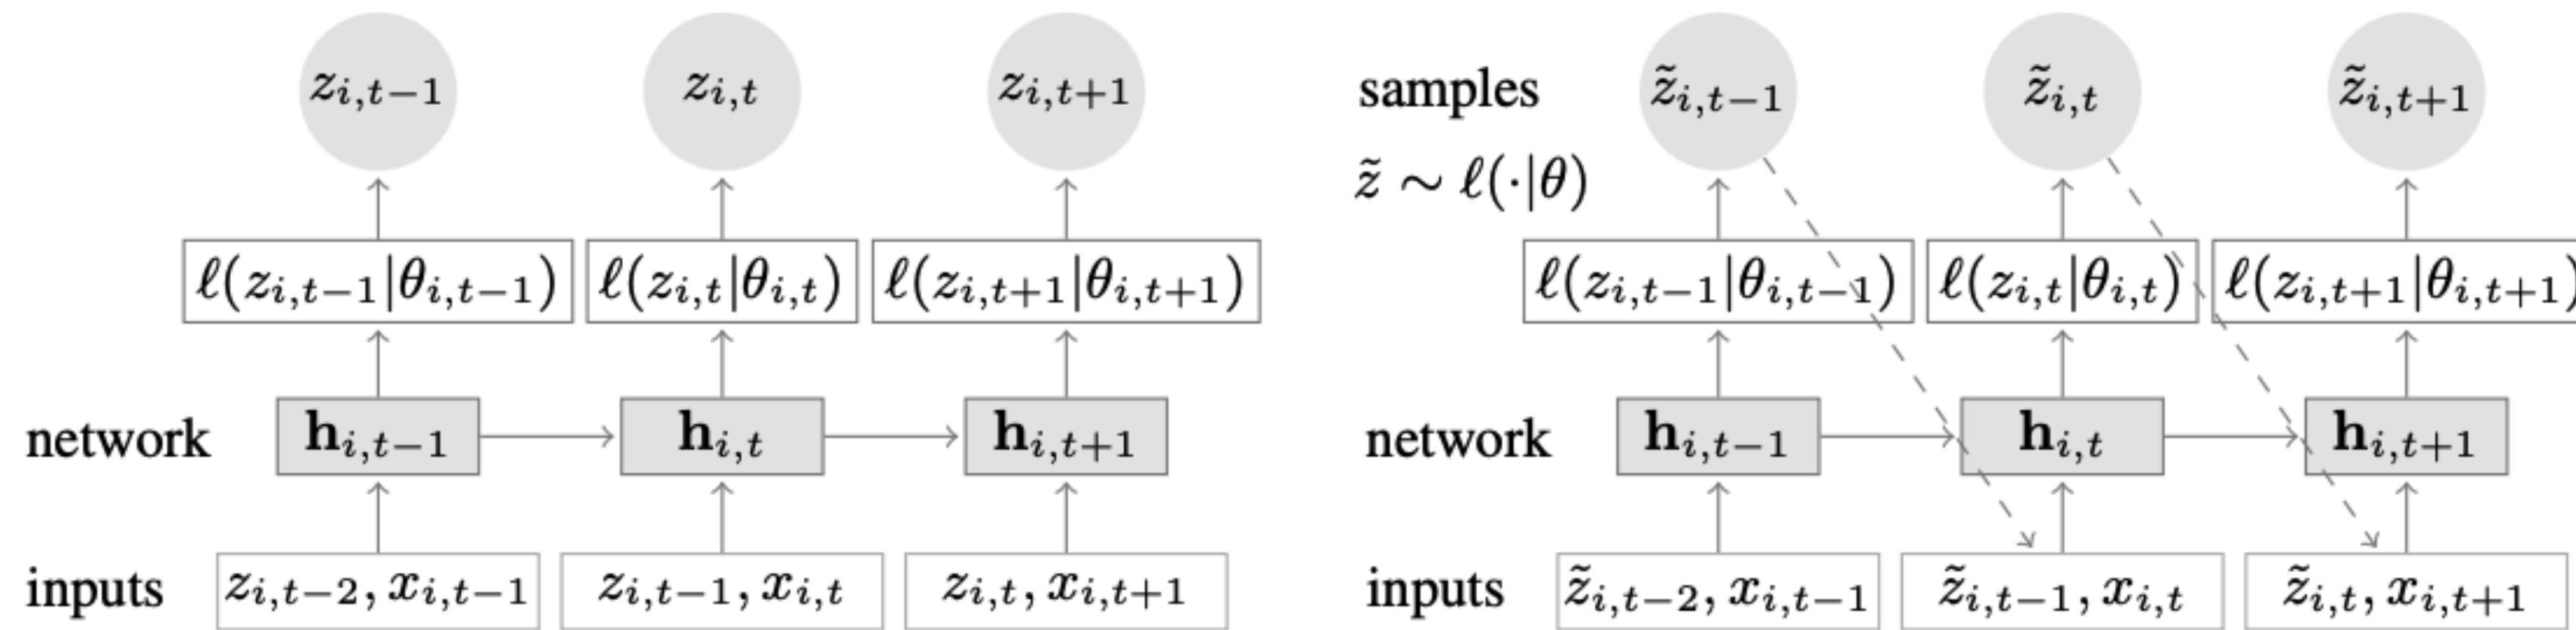 z_{i,t−1} z_{i,t} z_{i,t+1}
ℓ(z_{i,t−1}|θ_{i,t−1}) ℓ(z_{i,t}|θ_{i,t}) ℓ(z_{i,t+1}|θ_{i,t+1})
network h_{i,t−1} h_{i,t} h_{i,t+1}
inputs z_{i,t−2}, x_{i,t−1} z_{i,t−1}, x_{i,t} z_{i,t}, x_{i,t+1}
samples z̃_{i,t−1} z̃_{i,t} z̃_{i,t+1}
z̃ ∼ ℓ(·|θ)
ℓ(z_{i,t−1}|θ_{i,t−1}) ℓ(z_{i,t}|θ_{i,t}) ℓ(z_{i,t+1}|θ_{i,t+1})
network h_{i,t−1} h_{i,t} h_{i,t+1}
inputs z̃_{i,t−2}, x_{i,t−1} z̃_{i,t−1}, x_{i,t} z̃_{i,t}, x_{i,t+1}